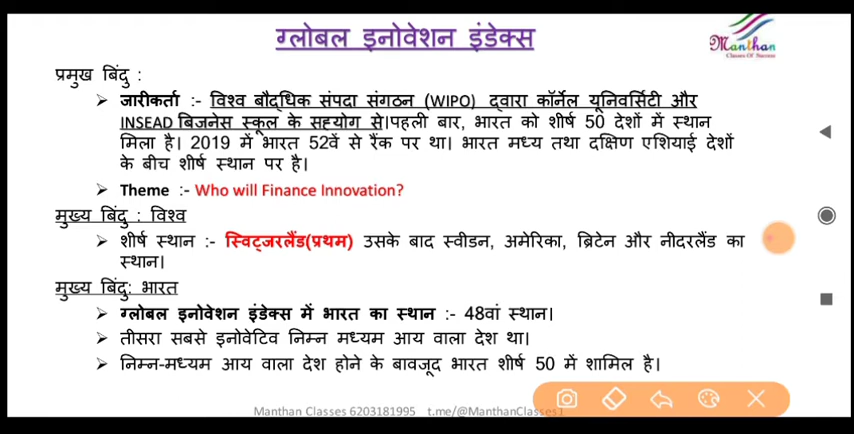 ग्लोबल इनोवेशन इंडेक्स
Manthan
Classes Of Success
प्रमुख बिंदु :
➤ जारीकर्ता :- विश्व बौद्धिक संपदा संगठन (WIPO) द्वारा कॉर्नेल यूनिवर्सिटी और
INSEAD बिजनेस स्कूल के सहयोग से।पहली बार, भारत को शीर्ष 50 देशों में स्थान
मिला है। 2019 में भारत 52वें से रैंक पर था। भारत मध्य तथा दक्षिण एशियाई देशों
के बीच शीर्ष स्थान पर है।
➤ Theme :- Who will Finance Innovation?
मुख्य बिंदु : विश्व
➤ शीर्ष स्थान :- स्विट्जरलैंड(प्रथम) उसके बाद स्वीडन, अमेरिका, ब्रिटेन और नीदरलैंड का
स्थान।
मुख्य बिंदु: भारत
➤ ग्लोबल इनोवेशन इंडेक्स में भारत का स्थान :- 48वां स्थान।
➤ तीसरा सबसे इनोवेटिव निम्न मध्यम आय वाला देश था।
➤ निम्न-मध्यम आय वाला देश होने के बावजूद भारत शीर्ष 50 में शामिल है।
Manthan Classes 6203181995 t.me/@ManthanClasses1